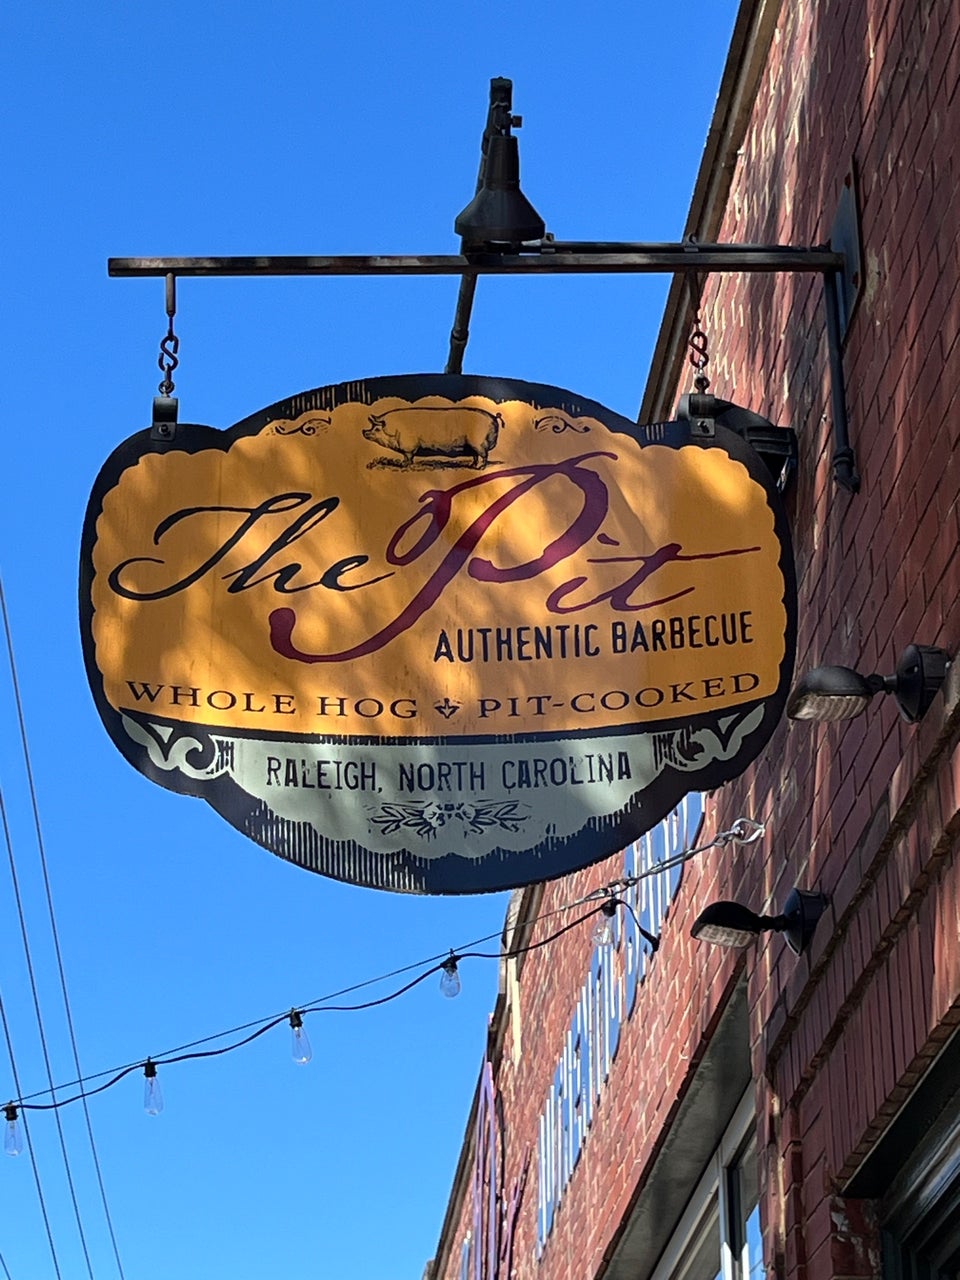 The Pit
AUTHENTIC BARBECUE
WHOLE HOG PIT-COOKED
RALEIGH, NORTH CAROLINA